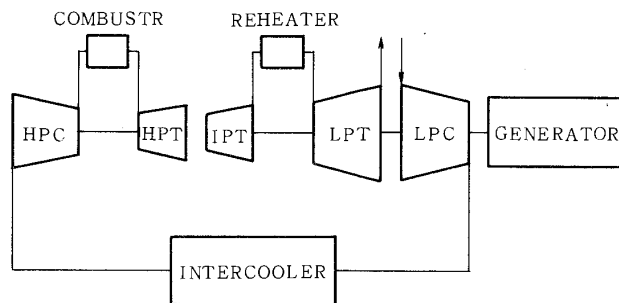 COMBUSTR REHEATER
HPC HPT IPT LPT LPC GENERATOR
INTERCOOLER